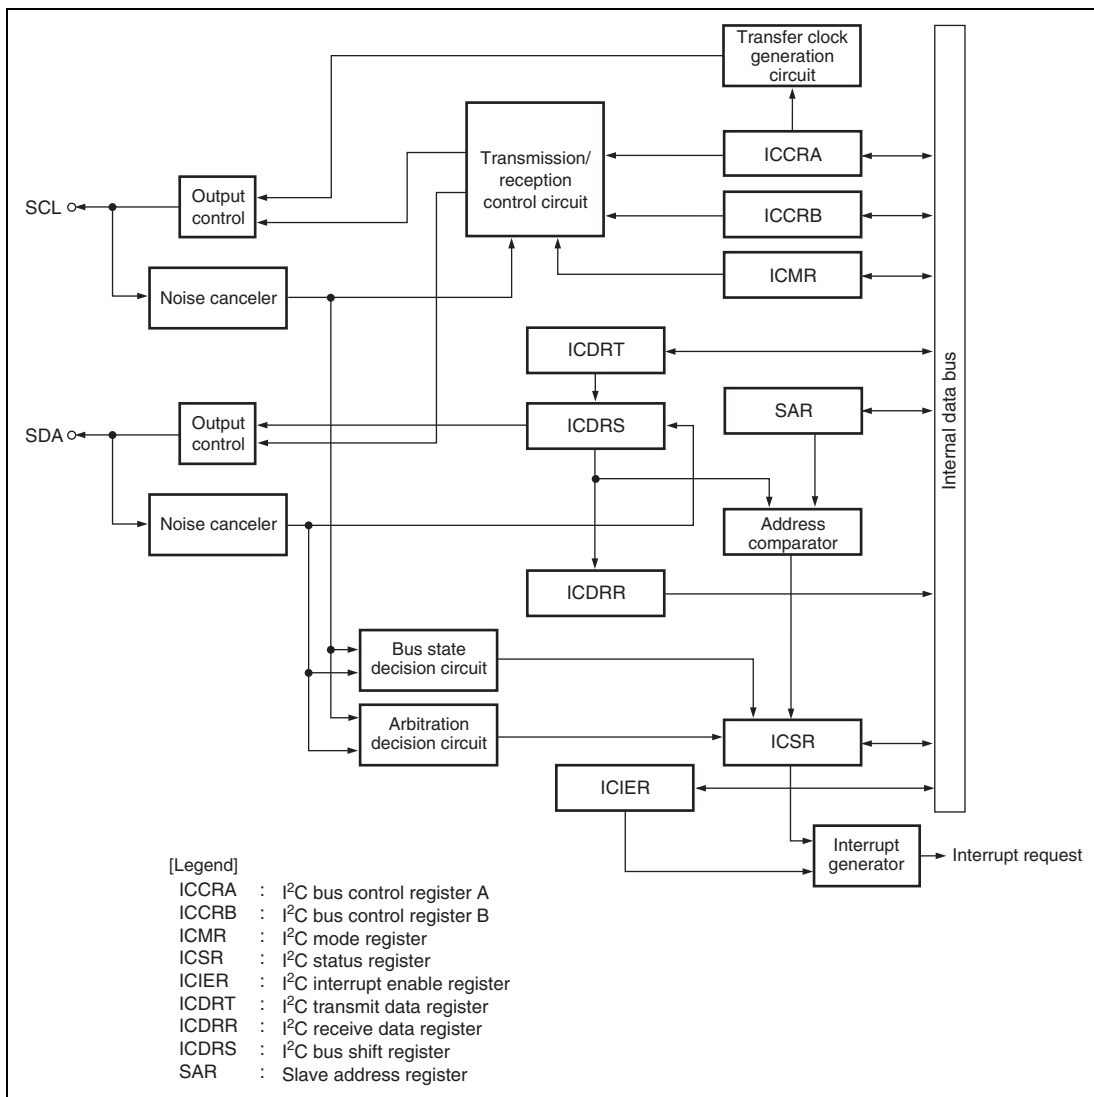 Transfer clock
generation
circuit
Transmission/
reception
control circuit
ICCRA
Output
control
SCL
ICCRB
ICMR
Noise canceler
ICDRT
Internal data bus
SAR
Output
control
SDA
ICDRS
Noise canceler
Address
comparator
ICDRR
Bus state
decision circuit
Arbitration
decision circuit
ICSR
ICIER
Interrupt
generator
Interrupt request
[Legend]
ICCRA : I²C bus control register A
ICCRB : I²C bus control register B
ICMR : I²C mode register
ICSR : I²C status register
ICIER : I²C interrupt enable register
ICDRT : I²C transmit data register
ICDRR : I²C receive data register
ICDRS : I²C bus shift register
SAR : Slave address register